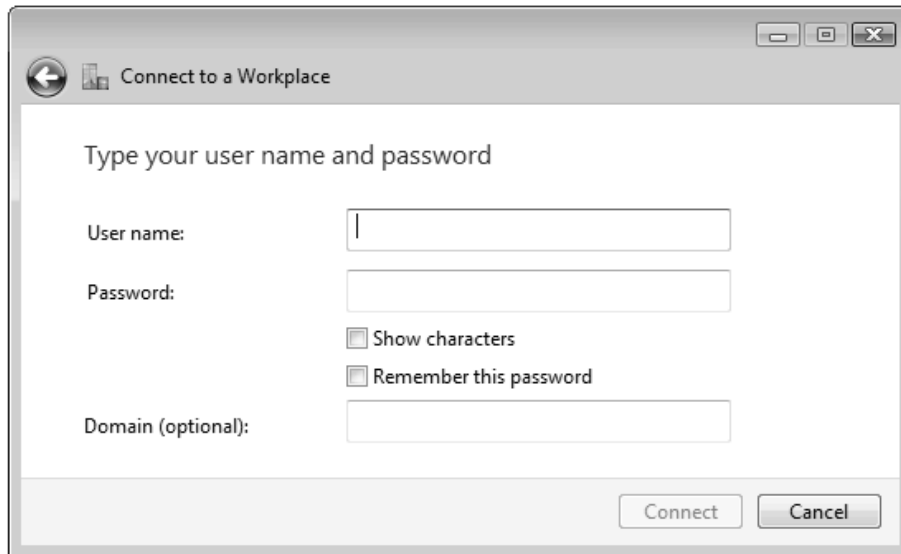 Connect to a Workplace
Type your user name and password
User name:
Password:
Show characters
Remember this password
Domain (optional):
Connect Cancel